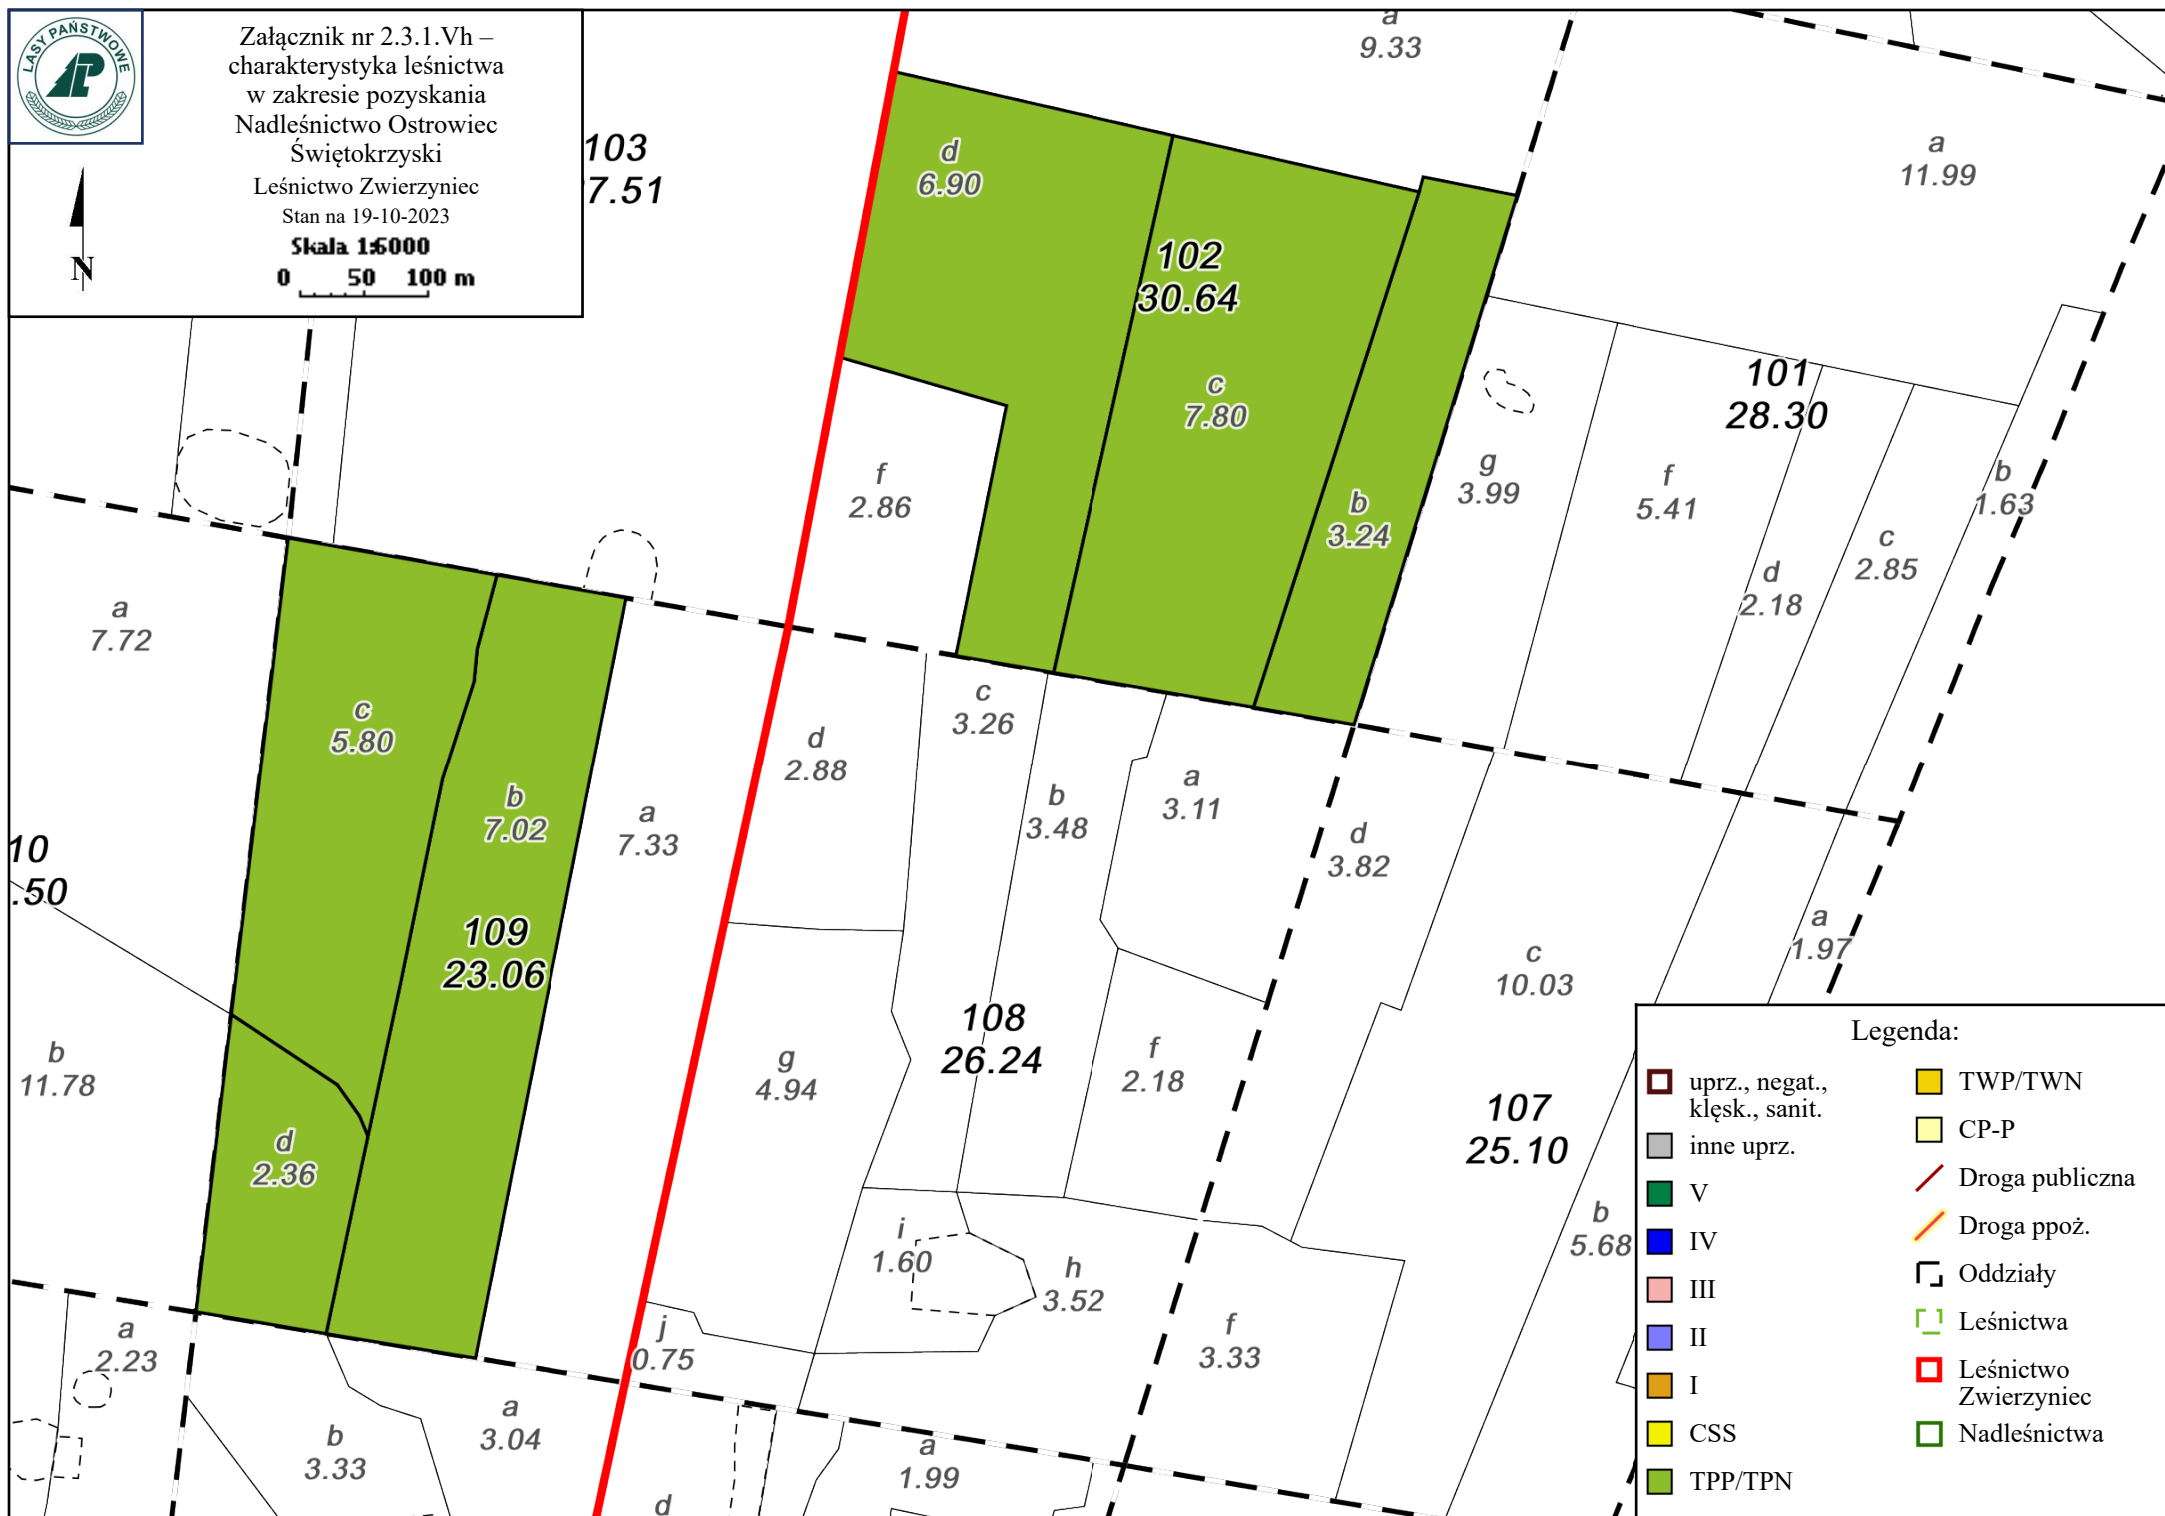 LASY PAŃSTWOWE
Załącznik nr 2.3.1.Vh –
charakterystyka leśnictwa
w zakresie pozyskania
Nadleśnictwo Ostrowiec
Świętokrzyski
Leśnictwo Zwierzyniec
Stan na 19-10-2023
Skala 1:6000
0 50 100 m
N
103
7.51
a
9.33
d
6.90
a
11.99
102
30.64
101
28.30
c
7.80
f
2.86
b
3.24
g
3.99
f
5.41
b
1.63
c
2.85
d
2.18
a
7.72
c
5.80
b
7.02
a
7.33
d
2.88
c
3.26
b
3.48
a
3.11
d
3.82
10
.50
109
23.06
a
1.97
c
10.03
108
26.24
b
11.78
g
4.94
f
2.18
107
25.10
d
2.36
b
5.68
i
1.60
h
3.52
f
3.33
j
0.75
a
2.23
b
3.33
a
3.04
a
1.99
d
Legenda:
uprz., negat.,
klęsk., sanit.
inne uprz.
V
IV
III
II
I
CSS
TPP/TPN
TWP/TWN
CP-P
Droga publiczna
Droga ppoż.
Oddziały
Leśnictwa
Leśnictwo
Zwierzyniec
Nadleśnictwa